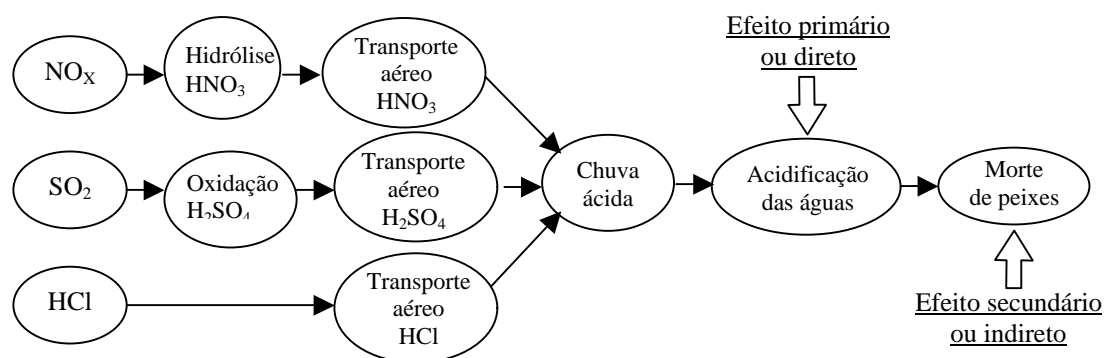 Efeito primário
ou direto
NOX
Hidrólise
HNO3
Transporte
aéreo
HNO3
SO2
Oxidação
H2SO4
Transporte
aéreo
H2SO4
Chuva
ácida
Acidificação
das águas
Morte
de peixes
HCl
Transporte
aéreo
HCl
Efeito secundário
ou indireto